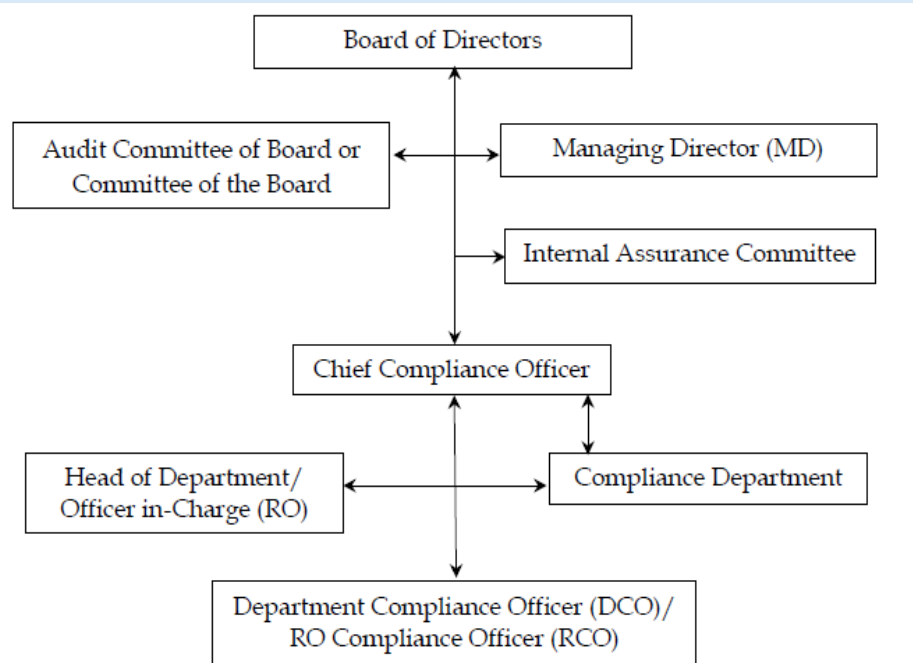 Board of Directors
Audit Committee of Board or
Committee of the Board
Managing Director (MD)
Internal Assurance Committee
Chief Compliance Officer
Head of Department/
Officer in-Charge (RO)
Compliance Department
Department Compliance Officer (DCO)/
RO Compliance Officer (RCO)